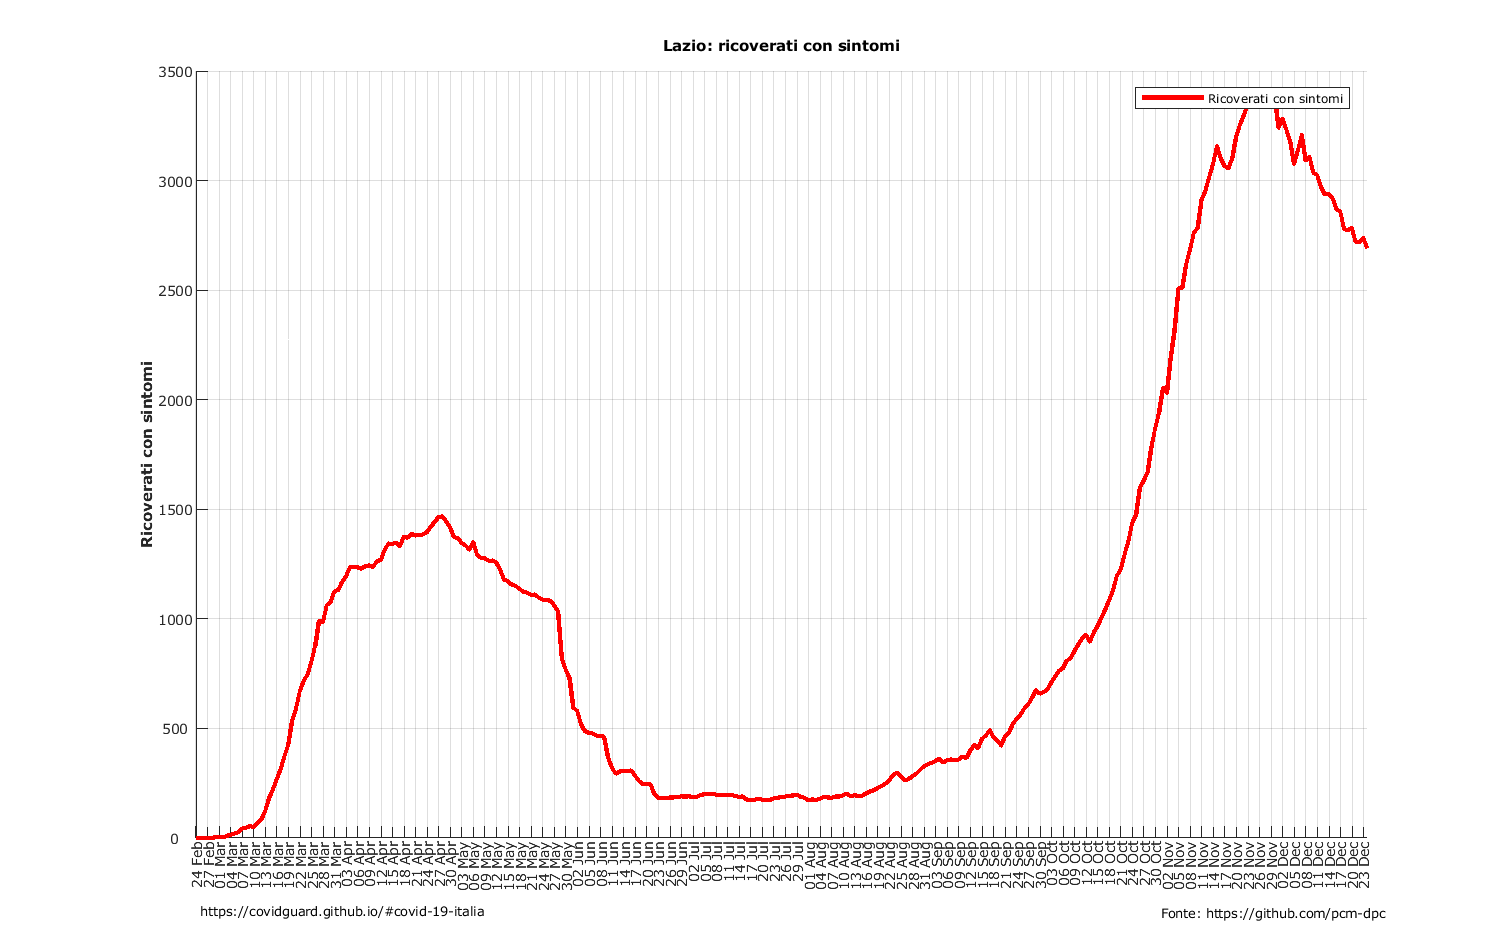 Lazio: ricoverati con sintomi
Ricoverati con sintomi
Ricoverati con sintomi
3500
3000
2500
2000
1500
1000
500
0
24 Feb
27 Feb
01 Mar
04 Mar
07 Mar
10 Mar
13 Mar
16 Mar
19 Mar
22 Mar
25 Mar
28 Mar
31 Mar
03 Apr
06 Apr
09 Apr
12 Apr
15 Apr
18 Apr
21 Apr
24 Apr
27 Apr
30 Apr
03 May
06 May
09 May
12 May
15 May
18 May
21 May
24 May
27 May
30 May
02 Jun
05 Jun
08 Jun
11 Jun
14 Jun
17 Jun
20 Jun
23 Jun
26 Jun
29 Jun
02 Jul
05 Jul
08 Jul
11 Jul
14 Jul
17 Jul
20 Jul
23 Jul
26 Jul
29 Jul
01 Aug
04 Aug
07 Aug
10 Aug
13 Aug
16 Aug
19 Aug
22 Aug
25 Aug
28 Aug
31 Aug
03 Sep
06 Sep
09 Sep
12 Sep
15 Sep
18 Sep
21 Sep
24 Sep
27 Sep
30 Sep
03 Oct
06 Oct
09 Oct
12 Oct
15 Oct
18 Oct
21 Oct
24 Oct
27 Oct
30 Oct
02 Nov
05 Nov
08 Nov
11 Nov
14 Nov
17 Nov
20 Nov
23 Nov
26 Nov
29 Nov
02 Dec
05 Dec
08 Dec
11 Dec
14 Dec
17 Dec
20 Dec
23 Dec
https://covidguard.github.io/#covid-19-italia
Fonte: https://github.com/pcm-dpc